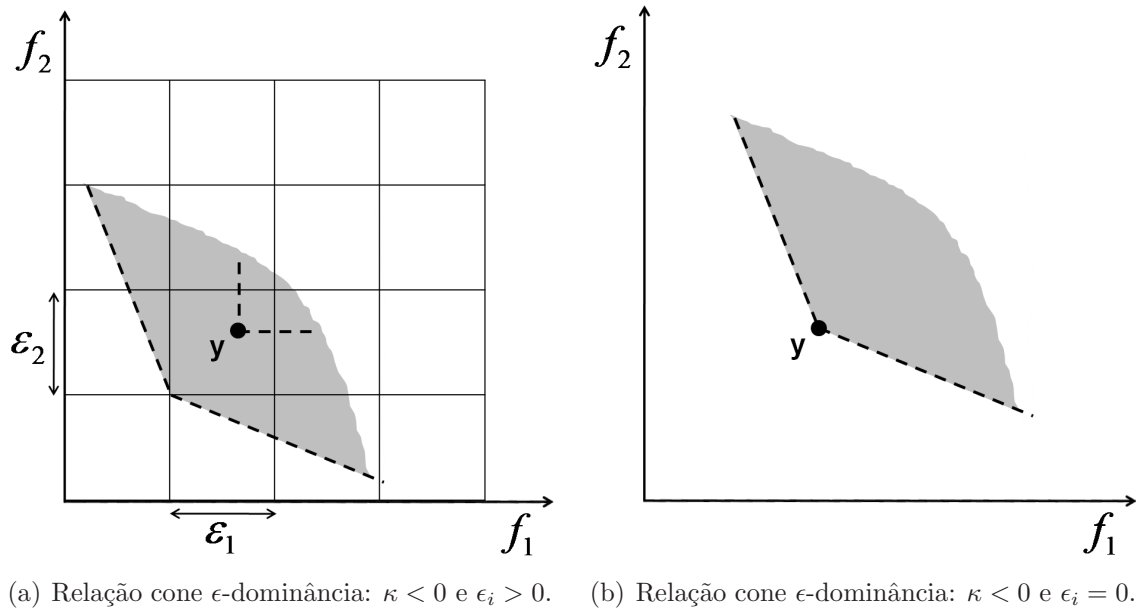 f₂
f₂
y
ε₂
y
ε₁
f₁
f₁
(a) Relação cone ϵ-dominância: κ < 0 e ϵᵢ > 0.
(b) Relação cone ϵ-dominância: κ < 0 e ϵᵢ = 0.